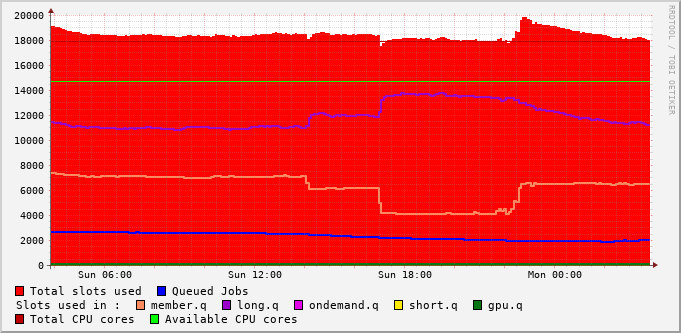 20000
18000
16000
14000
12000
10000
8000
6000
4000
2000
0
Sun 06:00 Sun 12:00 Sun 18:00 Mon 00:00
RRDTOOL / TOBI OETIKER
Total slots used Queued Jobs
Slots used in : member.q long.q ondemand.q short.q gpu.q
Total CPU cores Available CPU cores